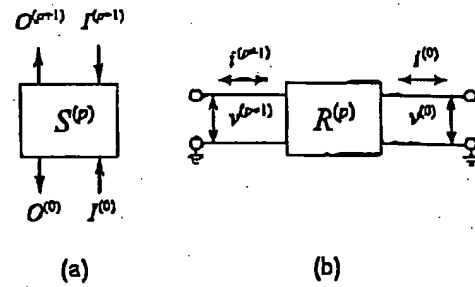 O^(p+1) I^(p+1)
S^(p)
O^(0) I^(0)
(a)
i^(p+1) i^(0)
v^(p+1) R^(p) v^(0)
(b)